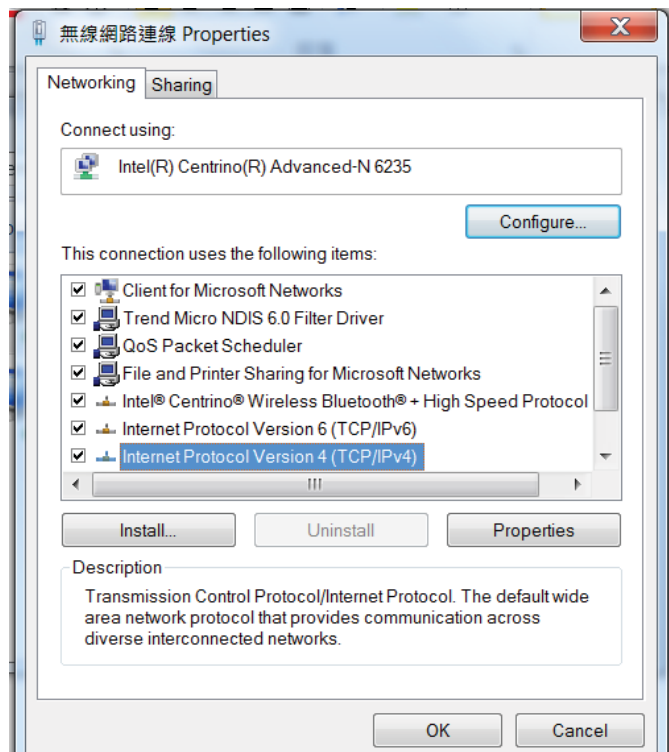 無線網路連線 Properties
X
Networking
Sharing
Connect using:
Intel(R) Centrino(R) Advanced-N 6235
Configure...
This connection uses the following items:
Client for Microsoft Networks
Trend Micro NDIS 6.0 Filter Driver
QoS Packet Scheduler
File and Printer Sharing for Microsoft Networks
Intel® Centrino® Wireless Bluetooth® + High Speed Protocol
Internet Protocol Version 6 (TCP/IPv6)
Internet Protocol Version 4 (TCP/IPv4)
Install...
Uninstall
Properties
Description
Transmission Control Protocol/Internet Protocol. The default wide
area network protocol that provides communication across
diverse interconnected networks.
OK
Cancel